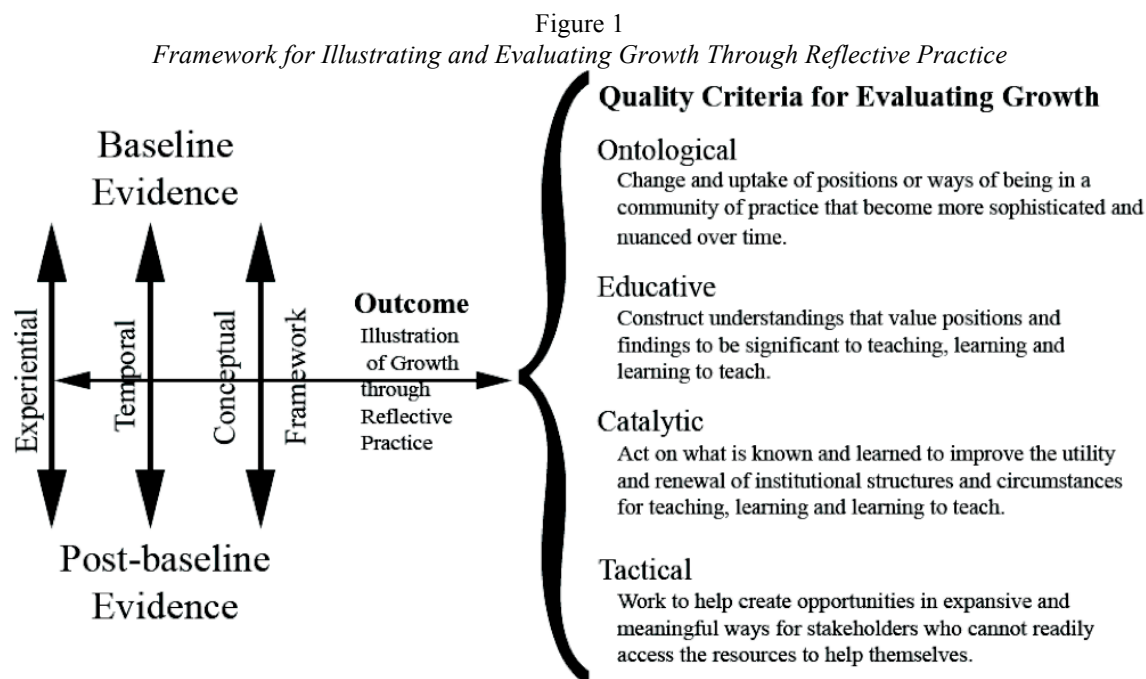 Figure 1
Framework for Illustrating and Evaluating Growth Through Reflective Practice
Baseline
Evidence
Experiential
Temporal
Conceptual
Framework
Post-baseline
Evidence
Outcome
Illustration
of Growth
through
Reflective
Practice
Quality Criteria for Evaluating Growth
Ontological
Change and uptake of positions or ways of being in a
community of practice that become more sophisticated and
nuanced over time.
Educative
Construct understandings that value positions and
findings to be significant to teaching, learning and
learning to teach.
Catalytic
Act on what is known and learned to improve the utility
and renewal of institutional structures and circumstances
for teaching, learning and learning to teach.
Tactical
Work to help create opportunities in expansive and
meaningful ways for stakeholders who cannot readily
access the resources to help themselves.